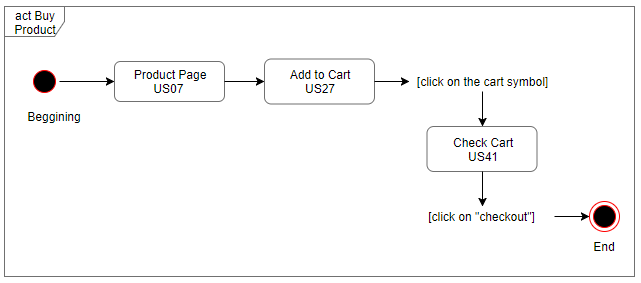 act Buy
Product
Product Page
US07
Add to Cart
US27
[click on the cart symbol]
Beggining
Check Cart
US41
[click on "checkout"]
End